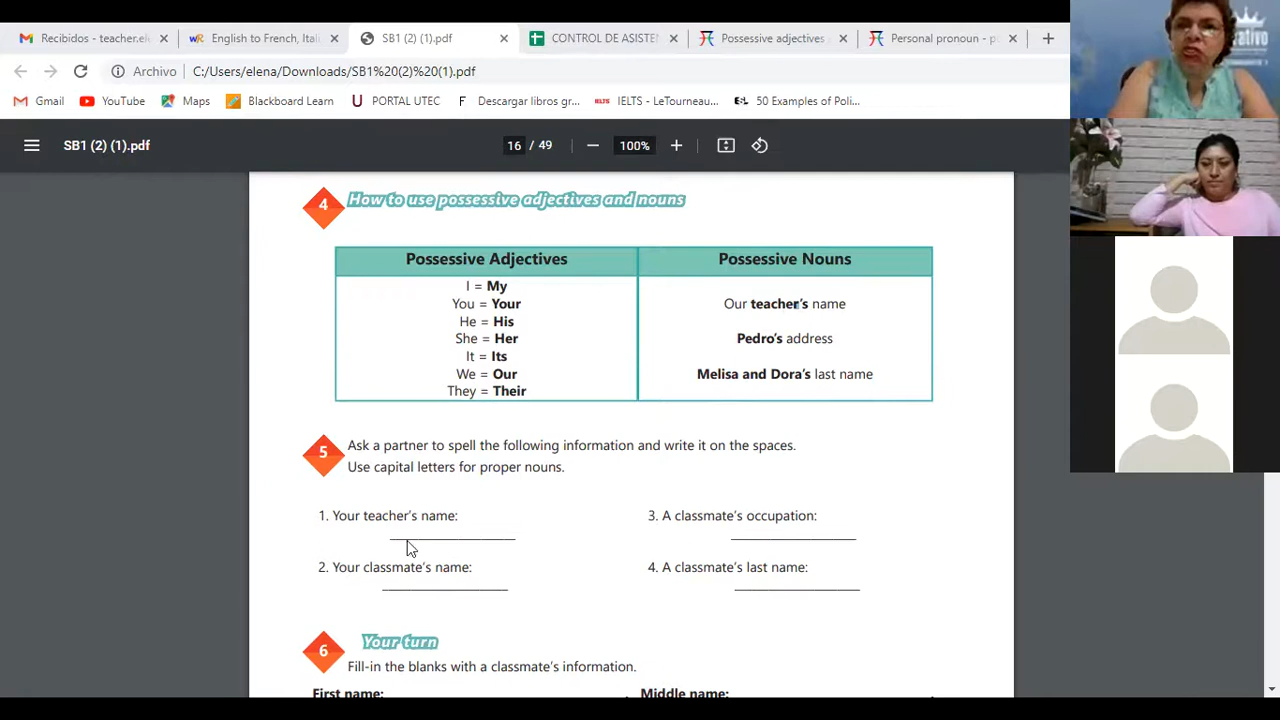 Recibidos - teacher.el
English to French, Ital
SB1 (2) (1).pdf
CONTROL DE ASISTE
Possessive adjectives
Personal pronoun - p
Archivo
C:/Users/elena/Downloads/SB1%20(2)%20(1).pdf
Gmail
YouTube
Maps
Blackboard Learn
PORTAL UTEC
Descargar libros gr...
IELTS - LeTourneau...
50 Examples of Poli...
SB1 (2) (1).pdf
16 / 49
100%
4
How to use possessive adjectives and nouns
Possessive Adjectives
I = My
You = Your
He = His
She = Her
It = Its
We = Our
They = Their
Possessive Nouns
Our teacher's name
Pedro's address
Melisa and Dora's last name
5
Ask a partner to spell the following information and write it on the spaces.
Use capital letters for proper nouns.
1. Your teacher's name:
2. Your classmate's name:
3. A classmate's occupation:
4. A classmate's last name:
6
Your turn
Fill-in the blanks with a classmate's information.
First name:
Middle name: